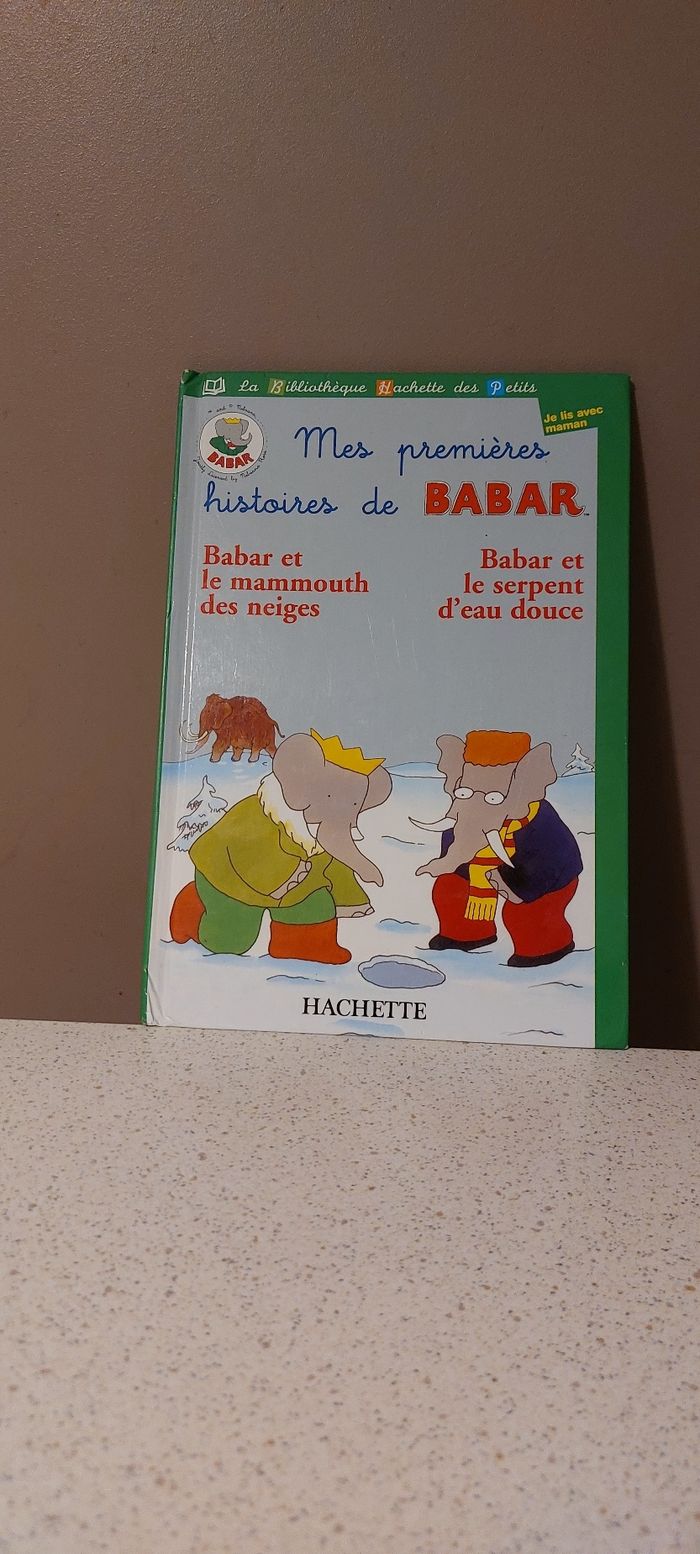 La Bibliothèque Hachette des Petits
Je lis avec
maman
BABAR
Mes premières
histoires de BABAR
Babar et
le mammouth
des neiges
Babar et
le serpent
d'eau douce
HACHETTE